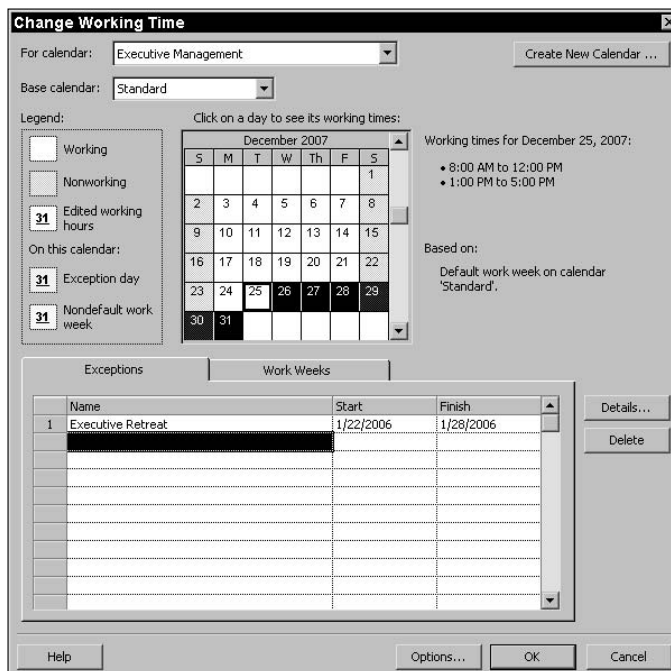 Change Working Time
For calendar: Executive Management Create New Calendar ...
Base calendar: Standard
Legend: Click on a day to see its working times:
Working
Nonworking
31 Edited working hours
On this calendar:
31 Exception day
31 Nondefault work week
December 2007
S M T W Th F S
1
2 3 4 5 6 7 8
9 10 11 12 13 14 15
16 17 18 19 20 21 22
23 24 25 26 27 28 29
30 31
Working times for December 25, 2007:
• 8:00 AM to 12:00 PM
• 1:00 PM to 5:00 PM
Based on:
Default work week on calendar
'Standard'.
Exceptions Work Weeks
Name Start Finish
1 Executive Retreat 1/22/2006 1/28/2006
Details...
Delete
Help Options... OK Cancel